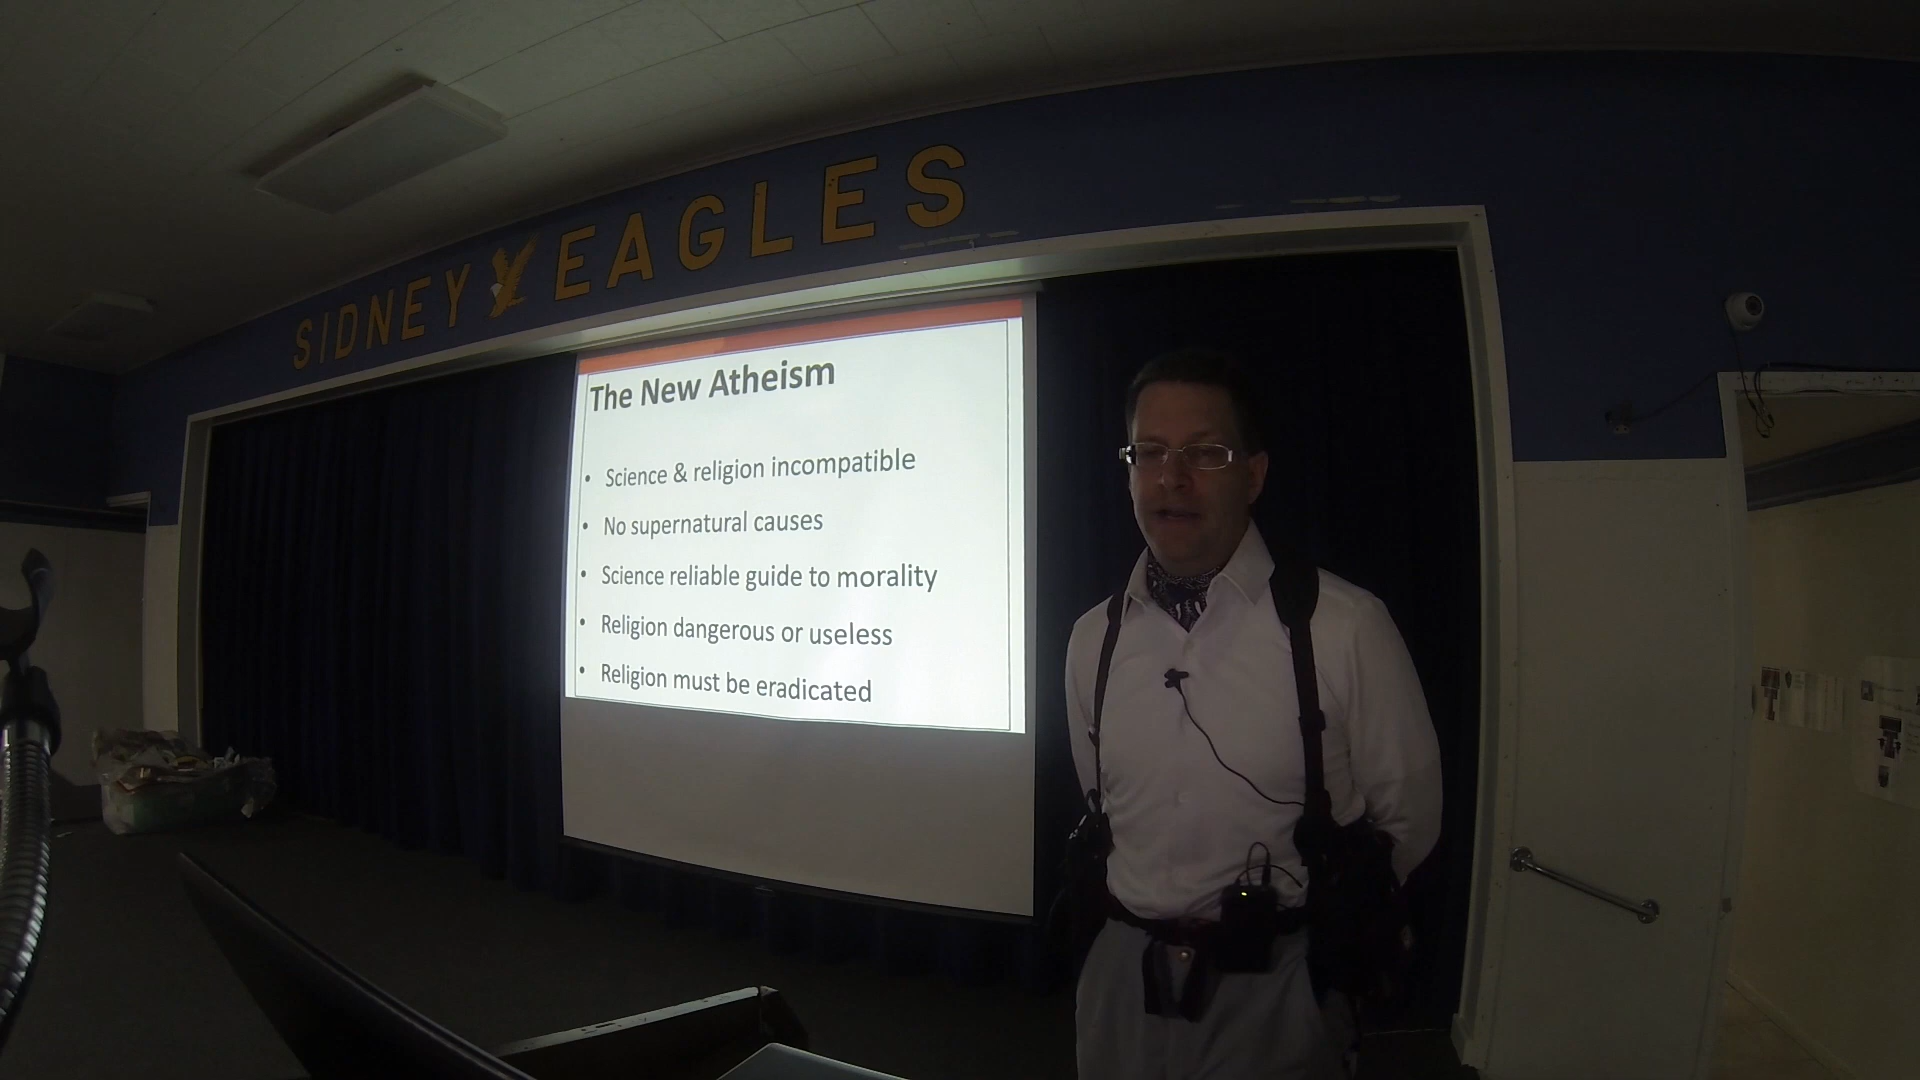 SIDNEY EAGLES
The New Atheism
• Science & religion incompatible
• No supernatural causes
• Science reliable guide to morality
• Religion dangerous or useless
• Religion must be eradicated